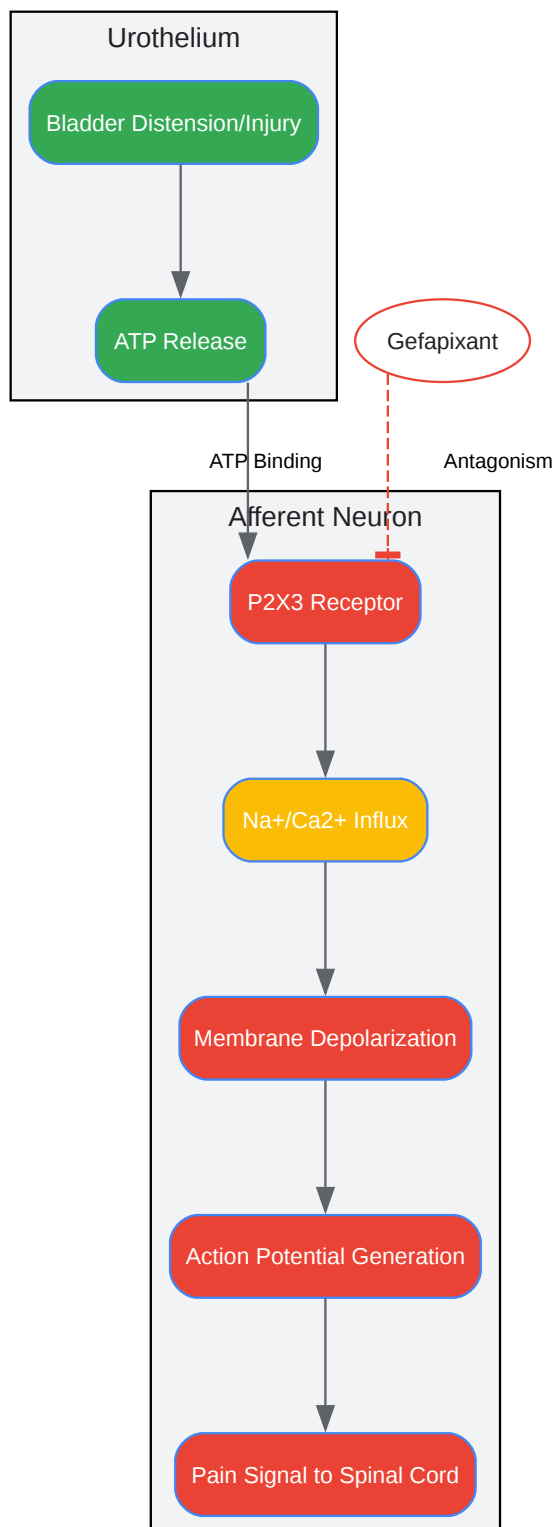 Urothelium
Bladder Distension/Injury
ATP Release
Gefapixant
ATP Binding
Antagonism
Afferent Neuron
P2X3 Receptor
Na+/Ca2+ Influx
Membrane Depolarization
Action Potential Generation
Pain Signal to Spinal Cord